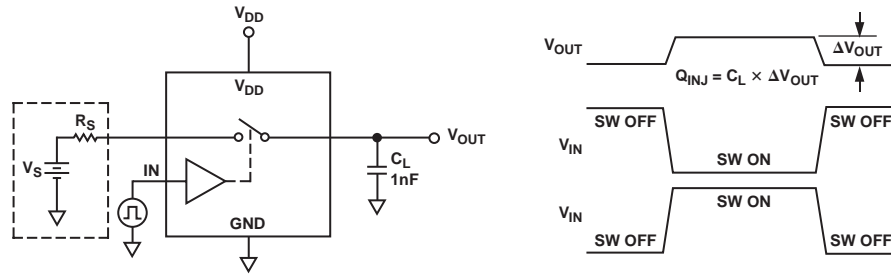 VDD
VDD
RS
VS
IN
VOUT
CL
1nF
GND
VOUT
ΔVOUT
QINJ = CL × ΔVOUT
SW OFF
SW OFF
VIN
SW ON
SW ON
VIN
SW OFF
SW OFF